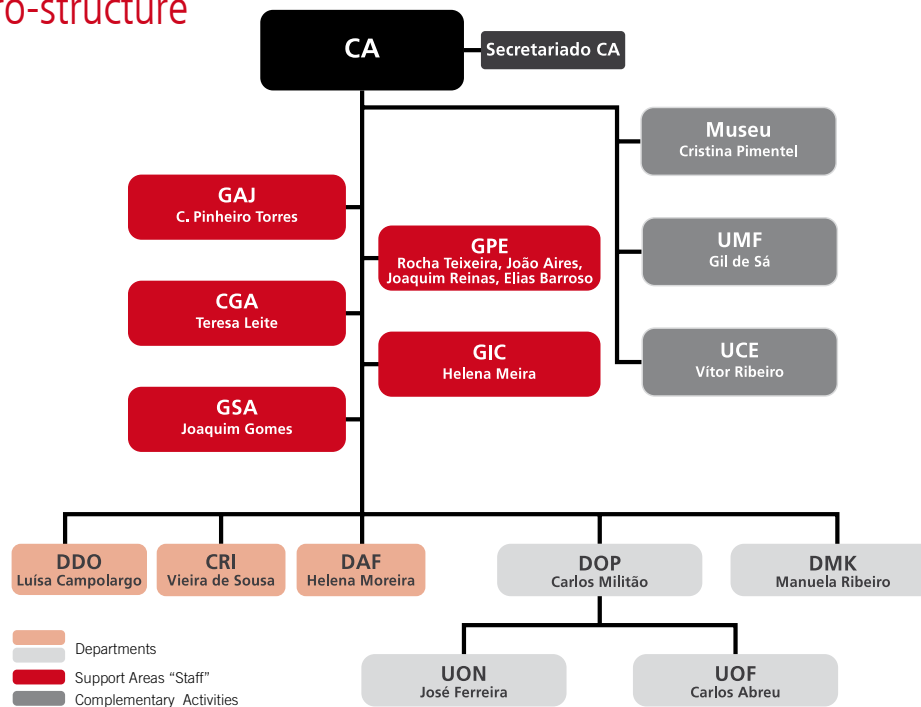 ro-structure
CA
Secretariado CA
Museu
Cristina Pimentel
GAJ
C. Pinheiro Torres
UMF
Gil de Sá
GPE
Rocha Teixeira, João Aires,
Joaquim Reinas, Elias Barroso
CGA
Teresa Leite
UCE
Vítor Ribeiro
GIC
Helena Meira
GSA
Joaquim Gomes
DDO
Luísa Campolargo
CRI
Vieira de Sousa
DAF
Helena Moreira
DOP
Carlos Militão
DMK
Manuela Ribeiro
UON
José Ferreira
UOF
Carlos Abreu
Departments
Support Areas “Staff”
Complementary Activities